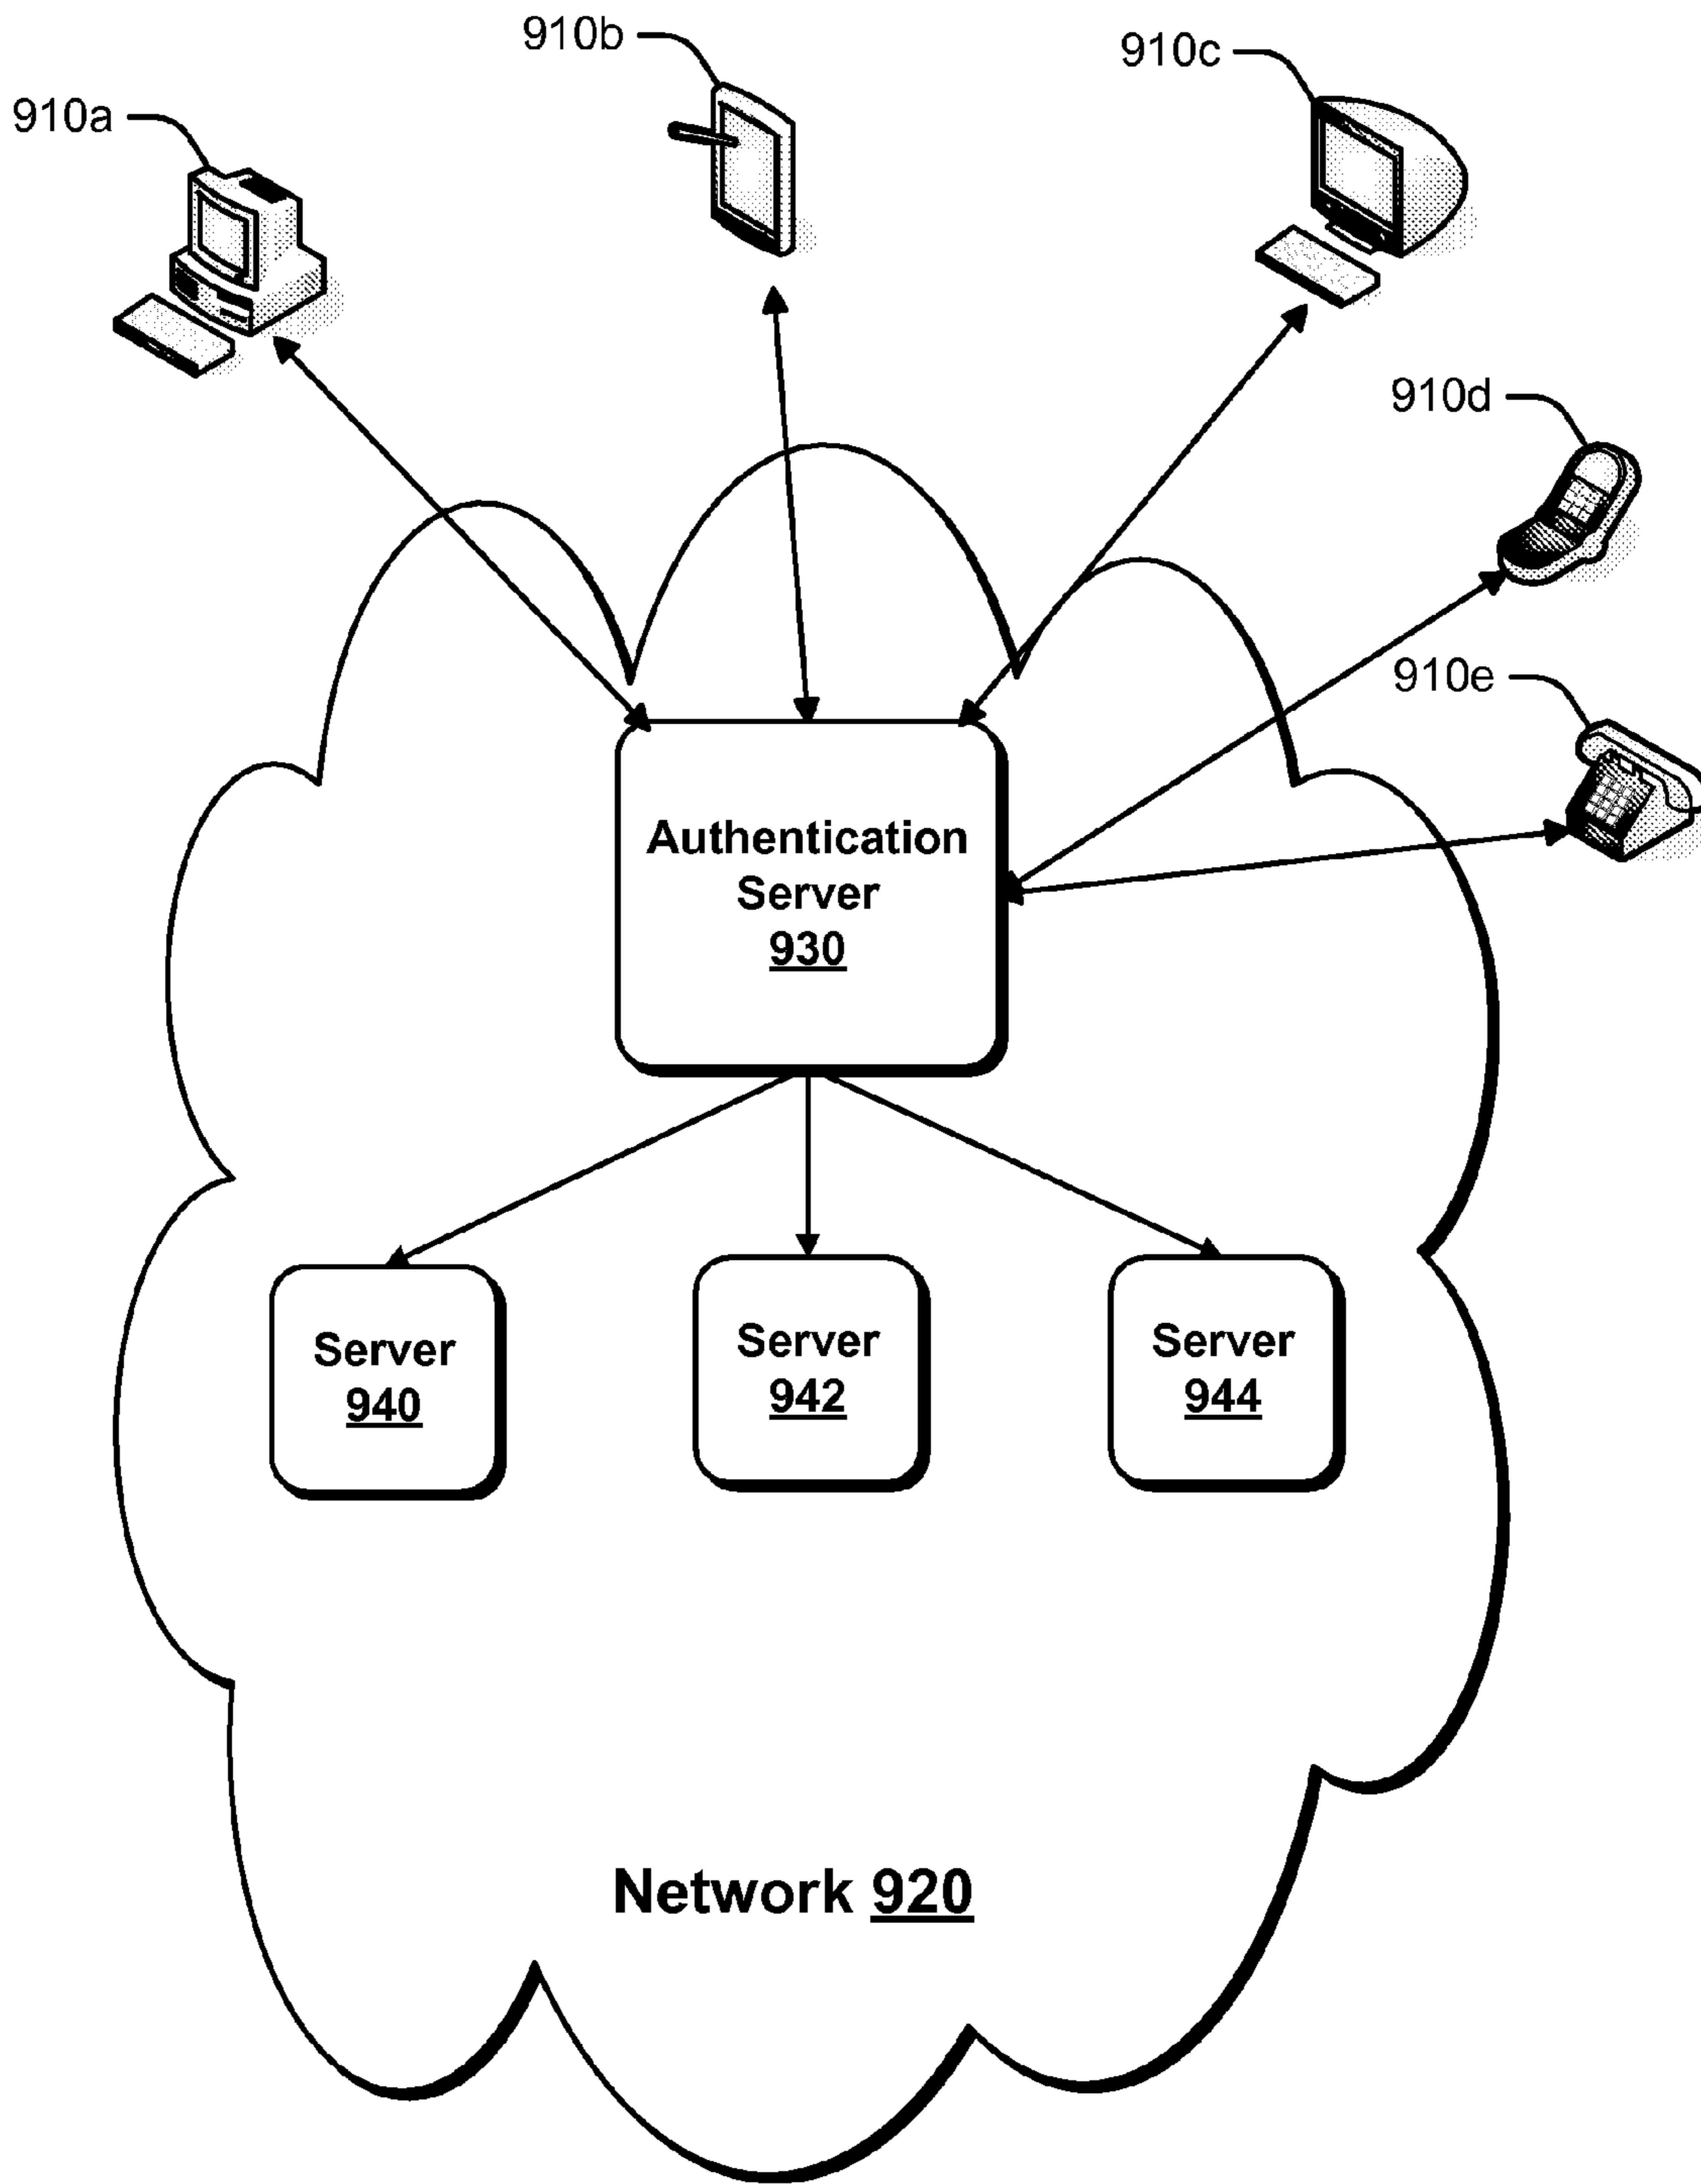 910b
910c
910a
910d
910e
Authentication
Server
930
Server
940
Server
942
Server
944
Network 920